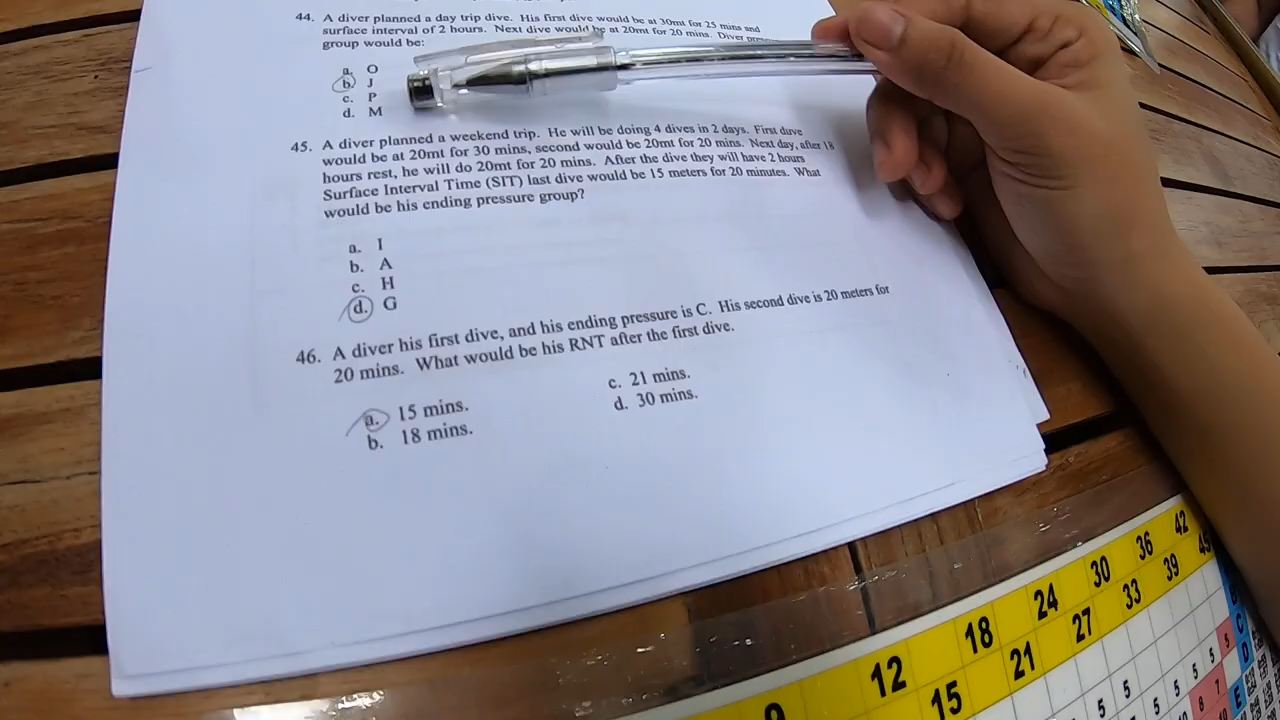 44. A diver planned a day trip dive. His first dive would be at 30mt for 25 mins and
surface interval of 2 hours. Next dive would be at 20mt for 20 mins. Diver
group would be:
a. O
b. J
c. P
d. M
45. A diver planned a weekend trip. He will be doing 4 dives in 2 days. First dive
would be at 20mt for 30 mins, second would be 20mt for 20 mins. Next day, after 18
hours rest, he will do 20mt for 20 mins. After the dive they will have 2 hours
Surface Interval Time (SIT) last dive would be 15 meters for 20 minutes. What
would be his ending pressure group?
a. I
b. A
c. H
d. G
46. A diver his first dive, and his ending pressure is C. His second dive is 20 meters for
20 mins. What would be his RNT after the first dive.
a. 15 mins.
b. 18 mins.
c. 21 mins.
d. 30 mins.
9 12 18 24 30 36 42
15 21 27 33 39 45
5 5 5 5 5
C
D
E